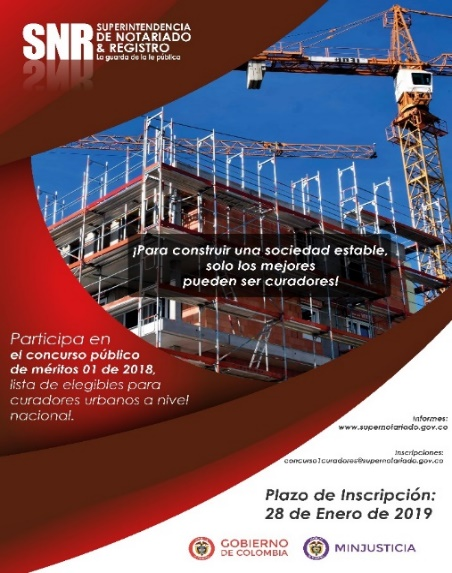 SNR
SUPERINTENDENCIA
DE NOTARIADO
& REGISTRO
La guarda de la fe pública
¡Para construir una sociedad estable,
solo los mejores
pueden ser curadores!
Participa en
el concurso público
de méritos 01 de 2018,
lista de elegibles para
curadores urbanos a nivel
nacional.
Informes:
www.supernotariado.gov.co
Inscripciones:
concurso1curadores@supernotariado.gov.co
Plazo de Inscripción:
28 de Enero de 2019
GOBIERNO
DE COLOMBIA
MINJUSTICIA